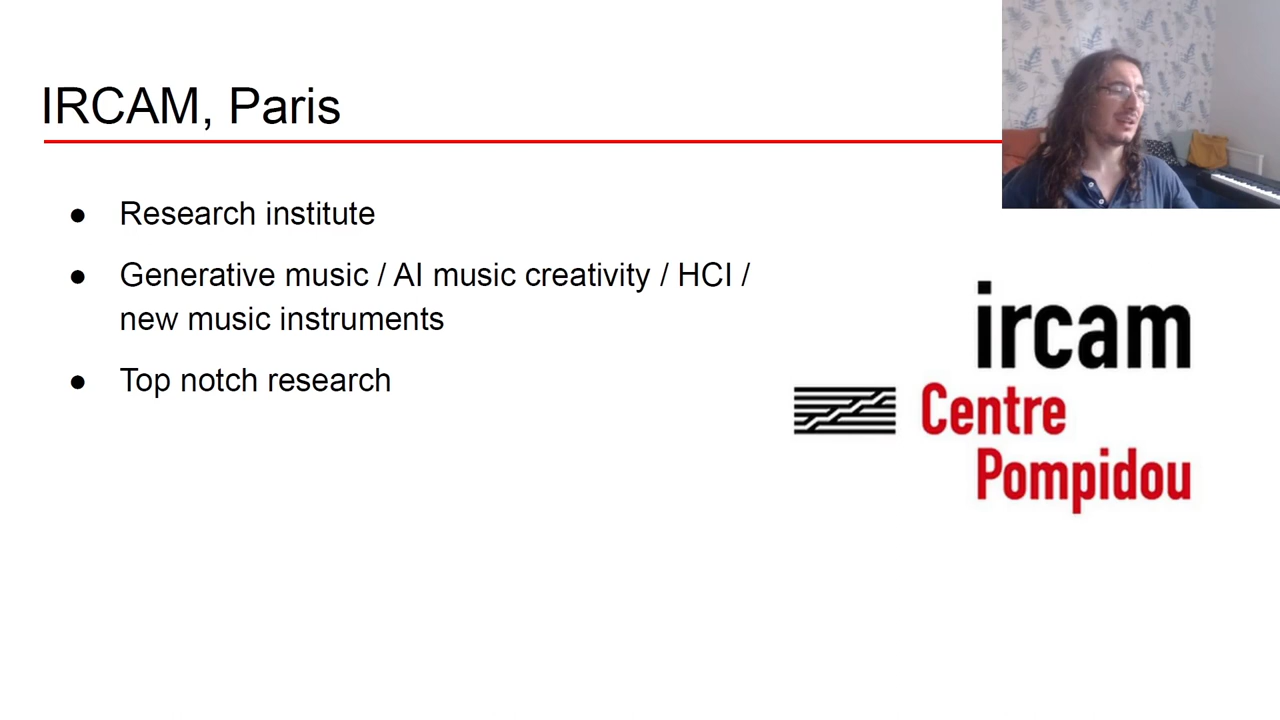 IRCAM, Paris
● Research institute
● Generative music / AI music creativity / HCI /
new music instruments
● Top notch research
ircam
Centre
Pompidou